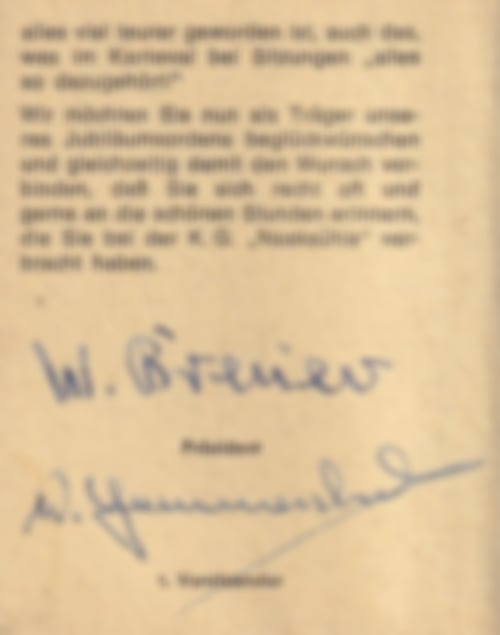 alles viel teurer geworden ist, auch das,
was im Karneval bei Sitzungen „alles
so dazugehört!"
Wir möchten Sie nun als Träger unse-
res Jubiläumsordens beglückwünschen
und gleichzeitig damit den Wunsch ver-
binden, daß Sie sich recht oft und
gerne an die schönen Stunden erinnern,
die Sie bei der K. G. ver-
bracht haben.
W.
Präsident
W.
1. Vorsitzender